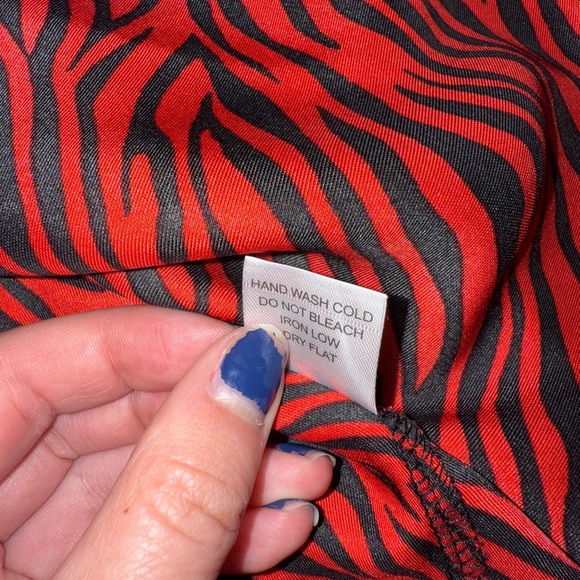 HAND WASH COLD
DO NOT BLEACH
IRON LOW
DRY FLAT